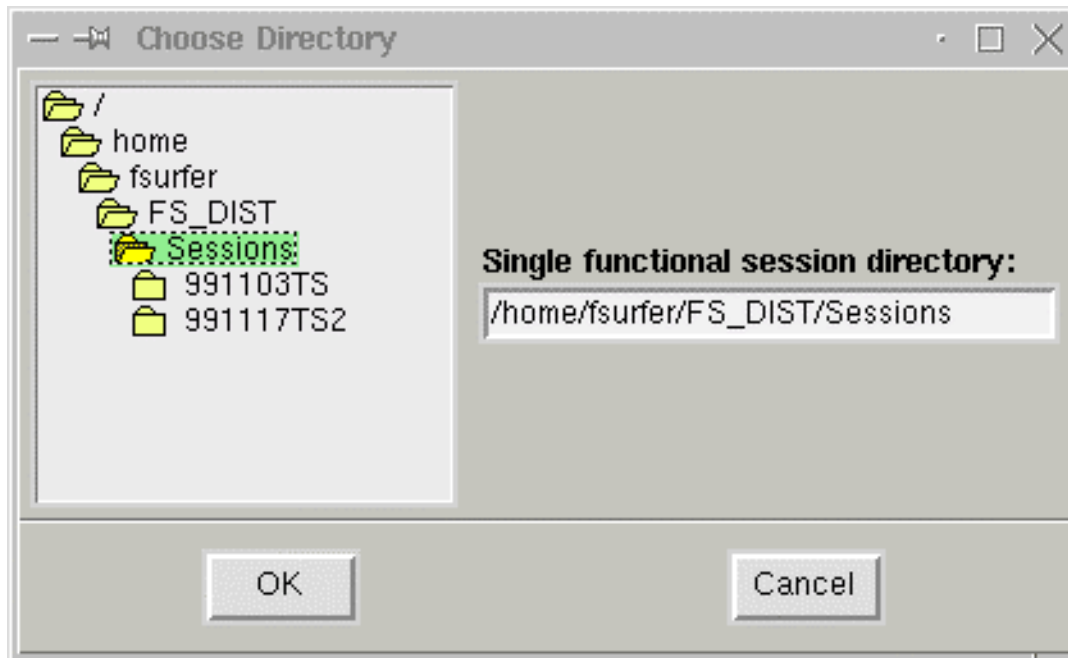 Choose Directory
/
home
fsurfer
FS_DIST
Sessions
991103TS
991117TS2
Single functional session directory:
/home/fsurfer/FS_DIST/Sessions
OK
Cancel